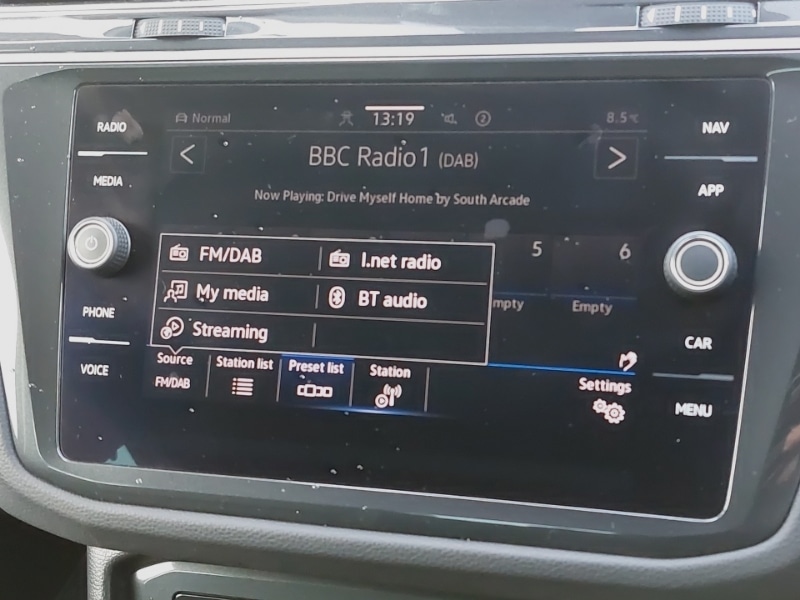 RADIO
MEDIA
PHONE
VOICE
Normal 13:19 2 8.5°C
BBC Radio1 (DAB)
Now Playing: Drive Myself Home by South Arcade
FM/DAB I.net radio
My media BT audio
Streaming
5 6
mpty Empty
Source Station list Preset list Station Settings
FM/DAB
NAV
APP
CAR
MENU